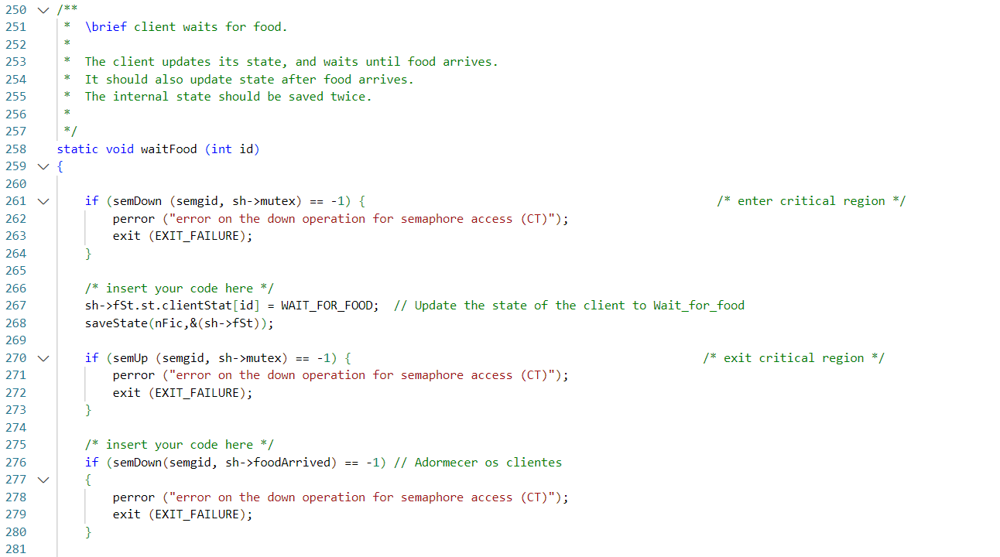 250 /**
251 *  \brief client waits for food.
252 *
253 *  The client updates its state, and waits until food arrives.
254 *  It should also update state after food arrives.
255 *  The internal state should be saved twice.
256 *
257 */
258 static void waitFood (int id)
259 {
260
261     if (semDown (semgid, sh->mutex) == -1) {                                                  /* enter critical region */
262         perror ("error on the down operation for semaphore access (CT)");
263         exit (EXIT_FAILURE);
264     }
265
266     /* insert your code here */
267     sh->fSt.st.clientStat[id] = WAIT_FOR_FOOD;  // Update the state of the client to Wait_for_food
268     saveState(nFic,&(sh->fSt));
269
270     if (semUp (semgid, sh->mutex) == -1) {                                                  /* exit critical region */
271         perror ("error on the down operation for semaphore access (CT)");
272         exit (EXIT_FAILURE);
273     }
274
275     /* insert your code here */
276     if (semDown(semgid, sh->foodArrived) == -1) // Adormecer os clientes
277     {
278         perror ("error on the down operation for semaphore access (CT)");
279         exit (EXIT_FAILURE);
280     }
281